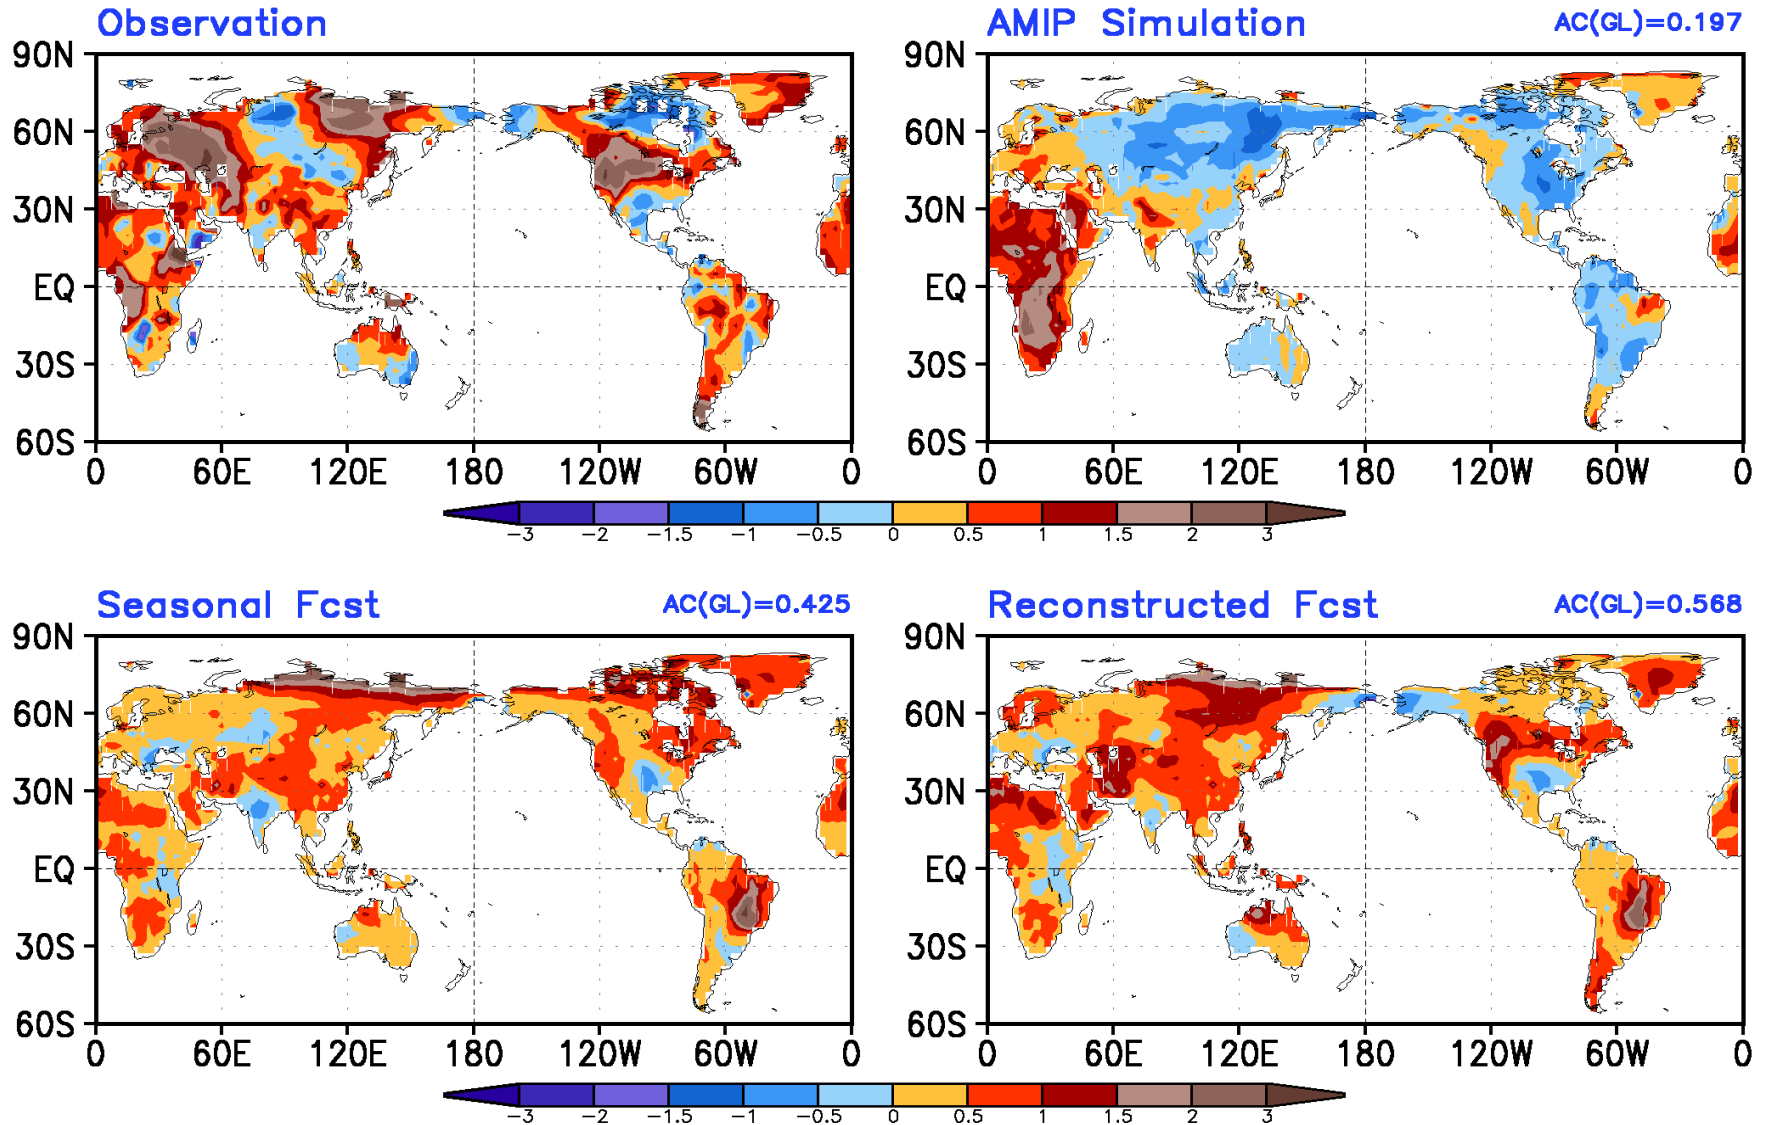 Observation
AMIP Simulation AC(GL)=0.197
90N 90N
60N 60N
30N 30N
EQ EQ
30S 30S
60S 60S
0 60E 120E 180 120W 60W 0 0 60E 120E 180 120W 60W 0
-3 -2 -1.5 -1 -0.5 0 0.5 1 1.5 2 3
Seasonal Fcst AC(GL)=0.425
Reconstructed Fcst AC(GL)=0.568
90N 90N
60N 60N
30N 30N
EQ EQ
30S 30S
60S 60S
0 60E 120E 180 120W 60W 0 0 60E 120E 180 120W 60W 0
-3 -2 -1.5 -1 -0.5 0 0.5 1 1.5 2 3